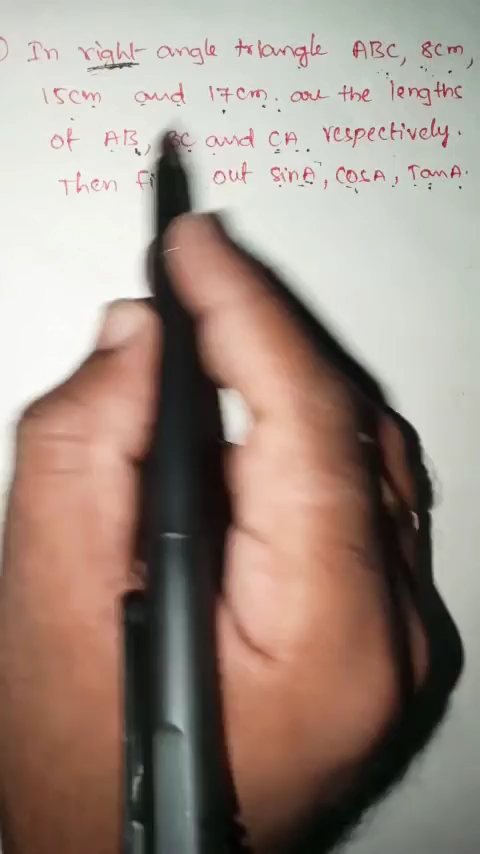 ) In right angle triangle ABC, 8cm,
15cm and 17cm. are the lengths
of AB, BC and CA respectively.
Then out sinA, COSA, TanA.